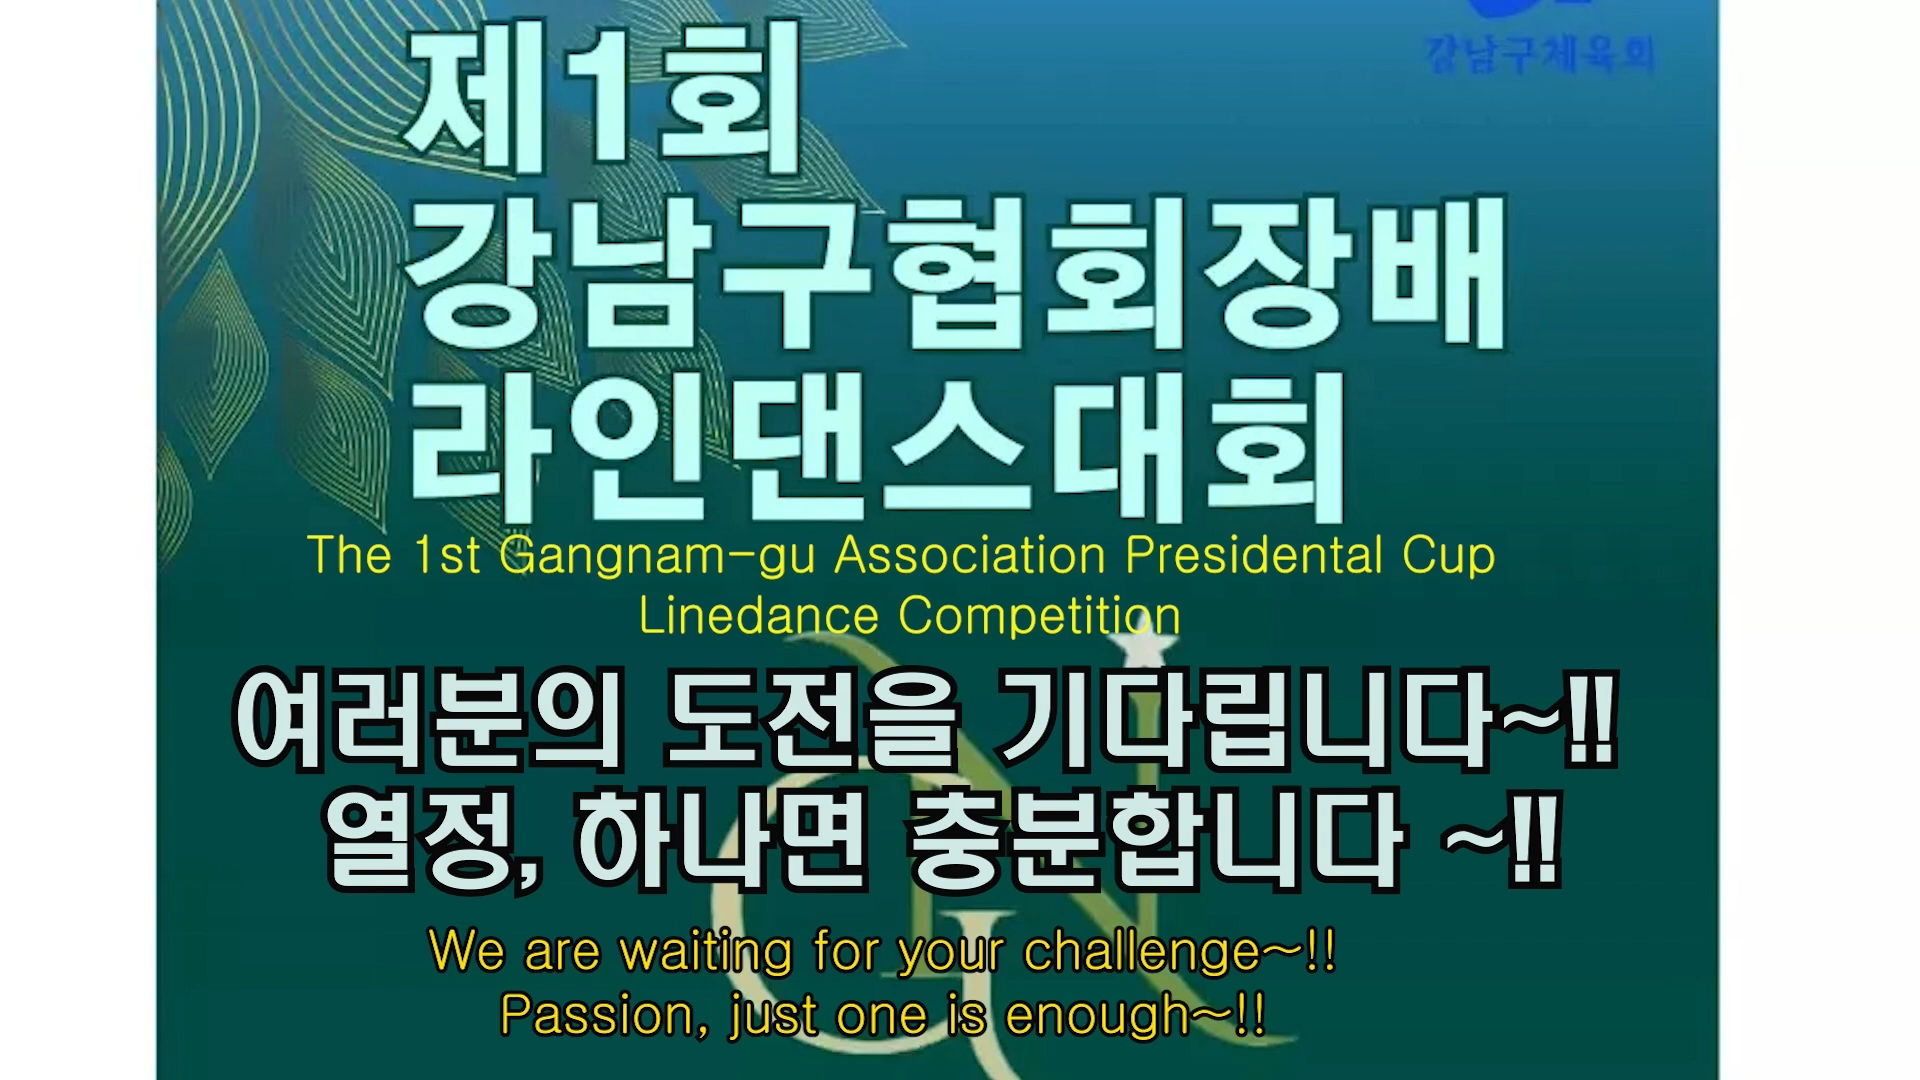 강남구체육회
제1회
강남구협회장배
라인댄스대회
The 1st Gangnam-gu Association Presidental Cup
Linedance Competition
여러분의 도전을 기다립니다~!!
열정, 하나면 충분합니다 ~!!
We are waiting for your challenge~!!
Passion, just one is enough~!!